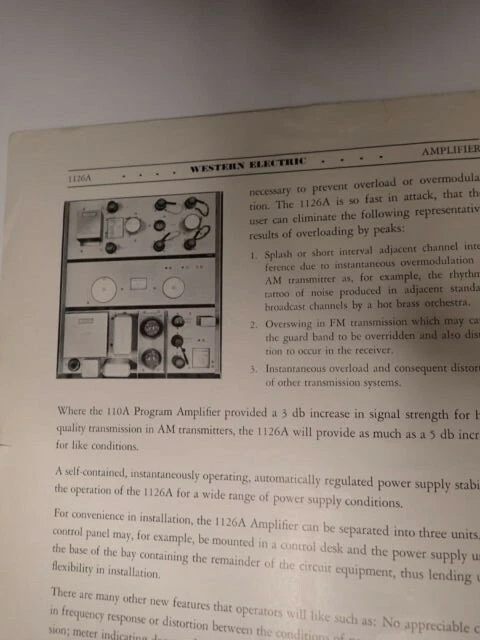 1126A
WESTERN ELECTRIC
AMPLIFIER
necessary to prevent overload or overmodula
tion. The 1126A is so fast in attack, that th
user can eliminate the following representativ
results of overloading by peaks:
1. Splash or short interval adjacent channel inte
ference due to instantaneous overmodulation
AM transmitter as, for example, the rhythm
tattoo of noise produced in adjacent standa
broadcast channels by a hot brass orchestra.
2. Overswing in FM transmission which may ca
the guard band to be overridden and also dis
tion to occur in the receiver.
3. Instantaneous overload and consequent distor
of other transmission systems.
Where the 110A Program Amplifier provided a 3 db increase in signal strength for h
quality transmission in AM transmitters, the 1126A will provide as much as a 5 db incr
for like conditions.
A self-contained, instantaneously operating, automatically regulated power supply stabi
the operation of the 1126A for a wide range of power supply conditions.
For convenience in installation, the 1126A Amplifier can be separated into three units.
control panel may, for example, be mounted in a control desk and the power supply u
the base of the bay containing the remainder of the circuit equipment, thus lending
flexibility in installation.
There are many other new features that operators will like such as: No appreciable c
in frequency response or distortion between the conditions of
sion; meter indicating